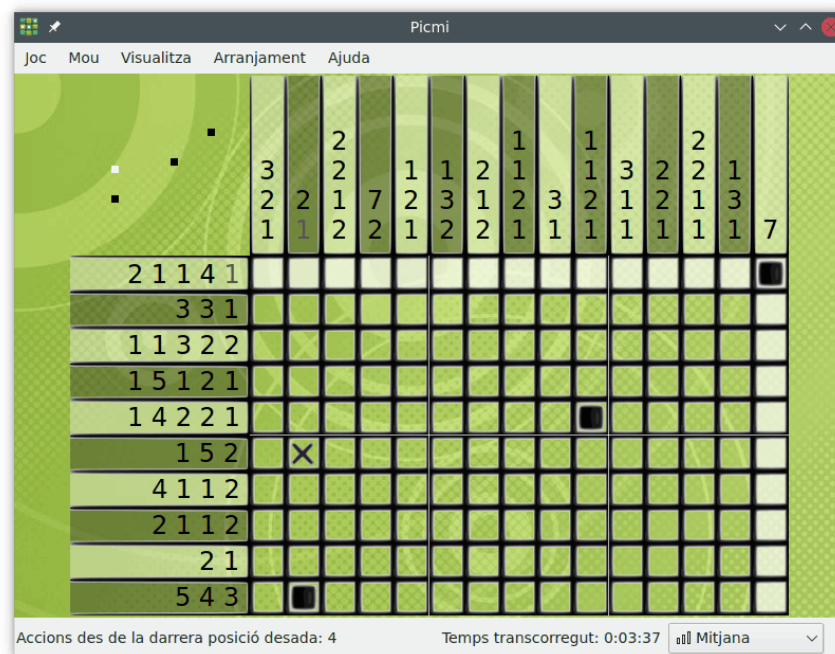 Picmi
Joc Mou Visualitza Arranjament Ajuda
2 1 1 2
3 2 1 1 2 1 1 3 2 2 1
2 2 1 7 2 3 1 2 3 2 1 2 1 3
1 1 2 2 1 2 2 1 1 1 1 1 1 1 7
2 1 1 4 1
3 3 1
1 1 3 2 2
1 5 1 2 1
1 4 2 2 1
1 5 2
4 1 1 2
2 1 1 2
2 1
5 4 3
Accions des de la darrera posició desada: 4 Temps transcorregut: 0:03:37 Mitjana